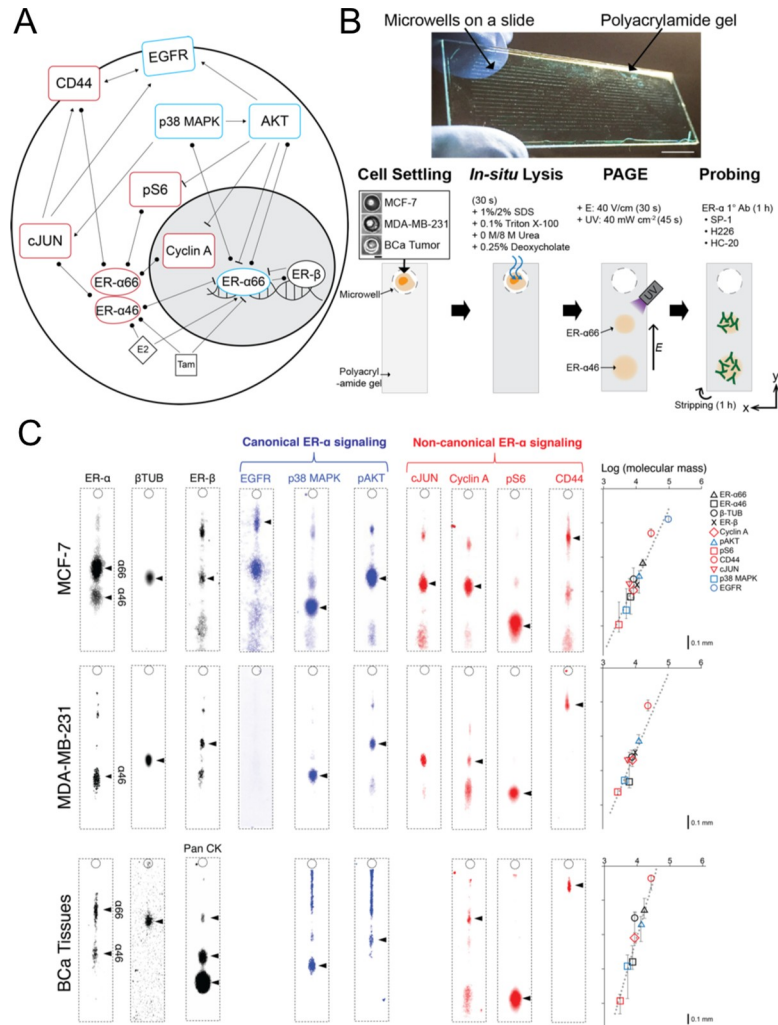 A
CD44
EGFR
p38 MAPK
AKT
pS6
cJUN
Cyclin A
ER-α66
ER-α46
ER-α66
ER-β
E2
Tam
B
Microwells on a slide
Polyacrylamide gel
Cell Settling
In-situ Lysis
PAGE
Probing
MCF-7
MDA-MB-231
BCa Tumor
(30 s)
+ 1%/2% SDS
+ 0.1% Triton X-100
+ 0 M/8 M Urea
+ 0.25% Deoxycholate
+ E: 40 V/cm (30 s)
+ UV: 40 mW cm-2 (45 s)
ER-α 1° Ab (1 h)
• SP-1
• H226
• HC-20
Microwell
Polyacryl
-amide gel
UV
ER-α66
ER-α46
E
Stripping (1 h)
y
x
C
Canonical ER-α signaling
Non-canonical ER-α signaling
ER-α
βTUB
ER-β
EGFR
p38 MAPK
pAKT
cJUN
Cyclin A
pS6
CD44
Log (molecular mass)
3 4 5 6
MCF-7
α66
α46
ER-α66
ER-α46
β-TUB
ER-β
Cyclin A
pAKT
pS6
CD44
cJUN
p38 MAPK
EGFR
0.1 mm
MDA-MB-231
α46
3 4 5 6
0.1 mm
BCa Tissues
Pan CK
α66
α46
3 4 5 6
0.1 mm